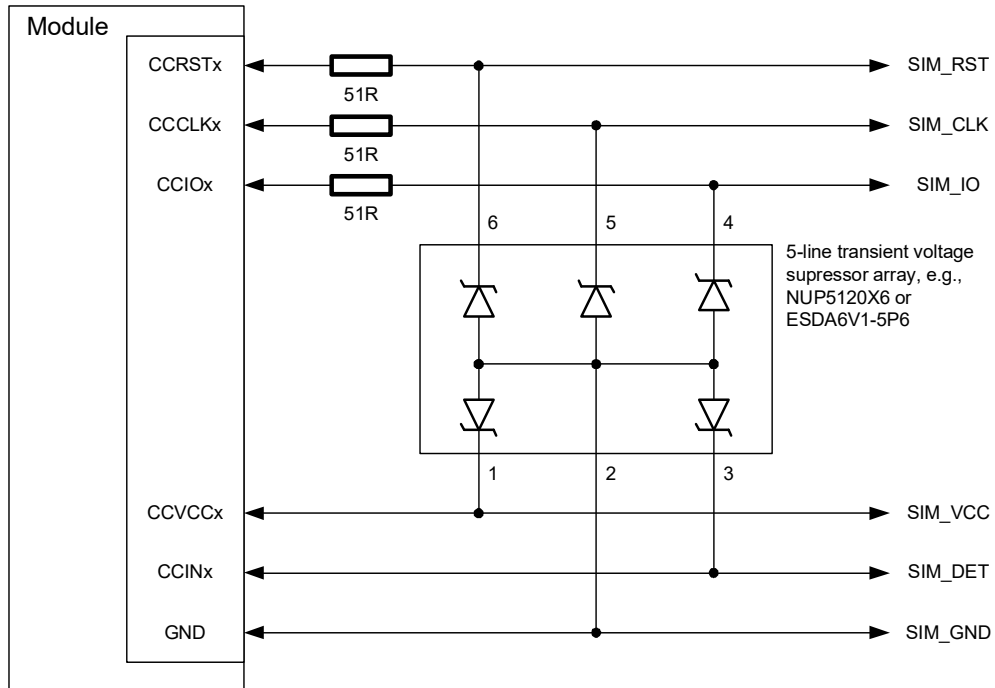 Module
CCRSTx
SIM_RST
51R
CCCLKx
SIM_CLK
51R
CCIOx
SIM_IO
51R
6
5
4
5-line transient voltage
supressor array, e.g.,
NUP5120X6 or
ESDA6V1-5P6
1
2
3
CCVCCx
SIM_VCC
CCINx
SIM_DET
GND
SIM_GND